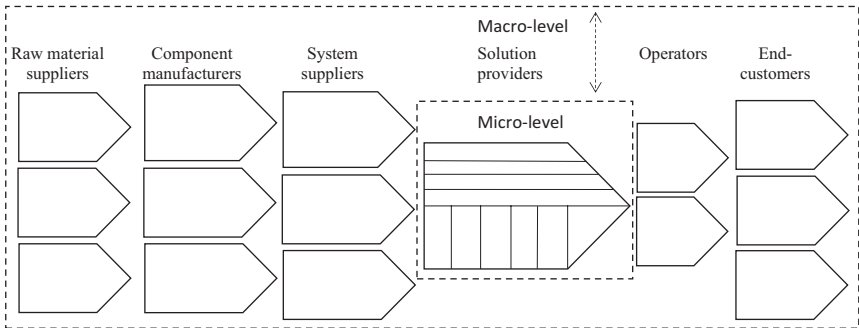 Macro-level
Raw material
suppliers
Component
manufacturers
System
suppliers
Solution
providers
Operators
End-
customers
Micro-level